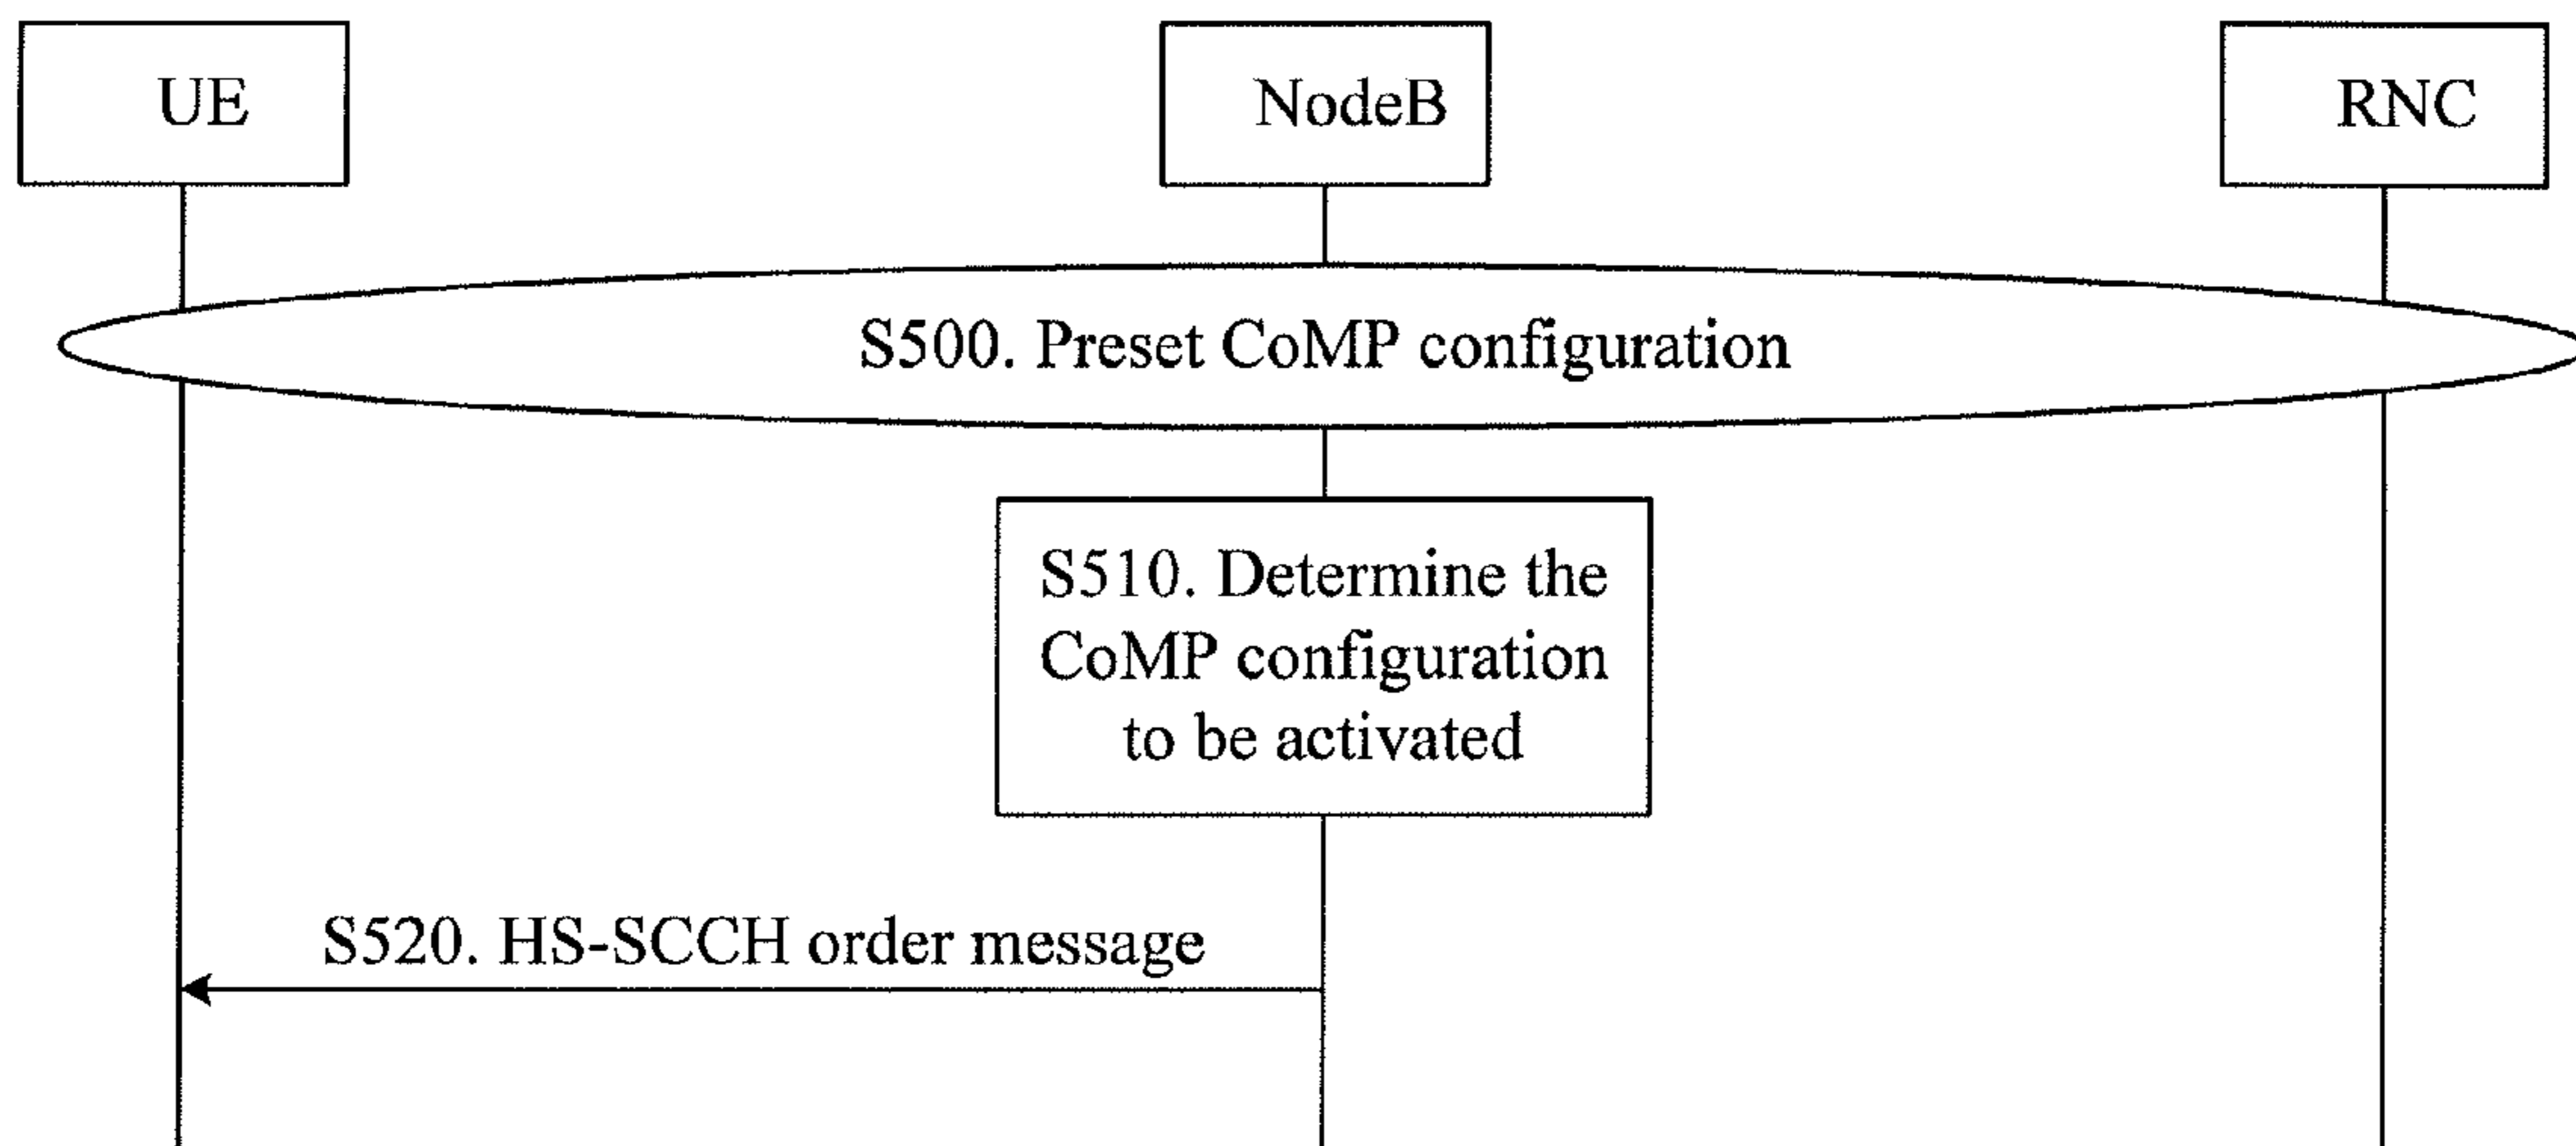 UE
NodeB
RNC
S500. Preset CoMP configuration
S510. Determine the
CoMP configuration
to be activated
S520. HS-SCCH order message